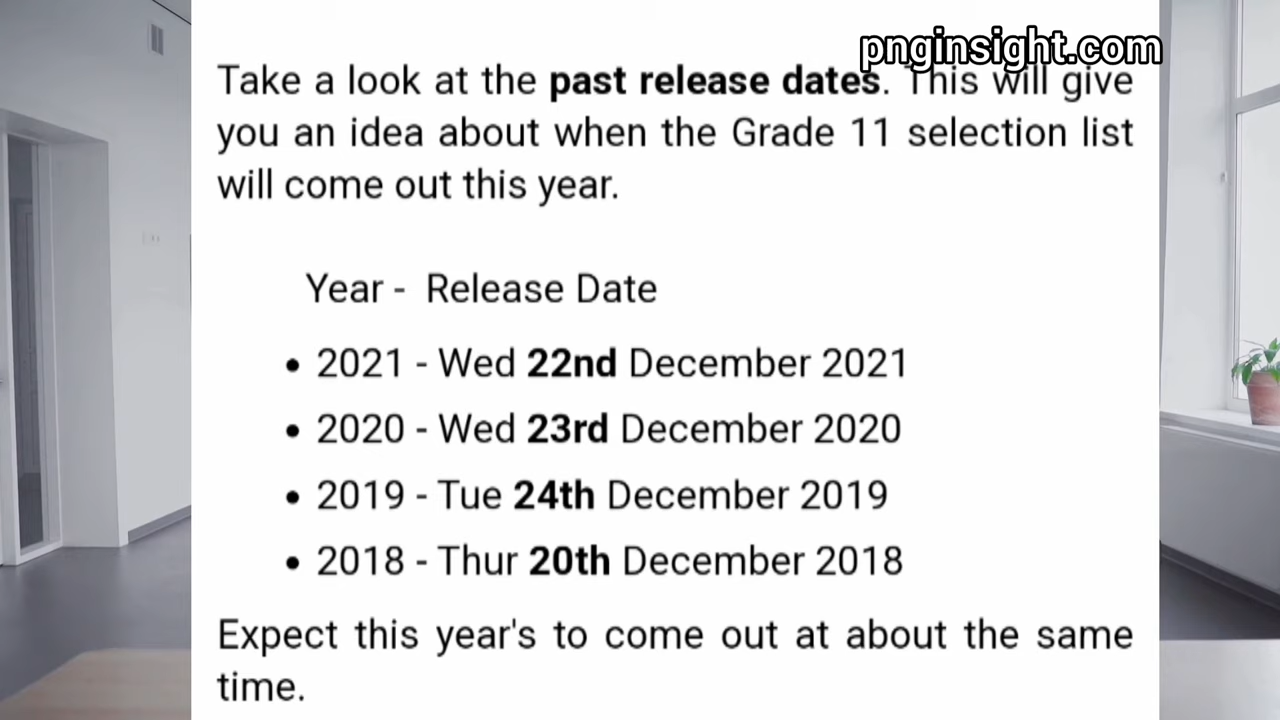 pnginsight.com
Take a look at the past release dates. This will give
you an idea about when the Grade 11 selection list
will come out this year.
Year - Release Date
• 2021 - Wed 22nd December 2021
• 2020 - Wed 23rd December 2020
• 2019 - Tue 24th December 2019
• 2018 - Thur 20th December 2018
Expect this year's to come out at about the same
time.